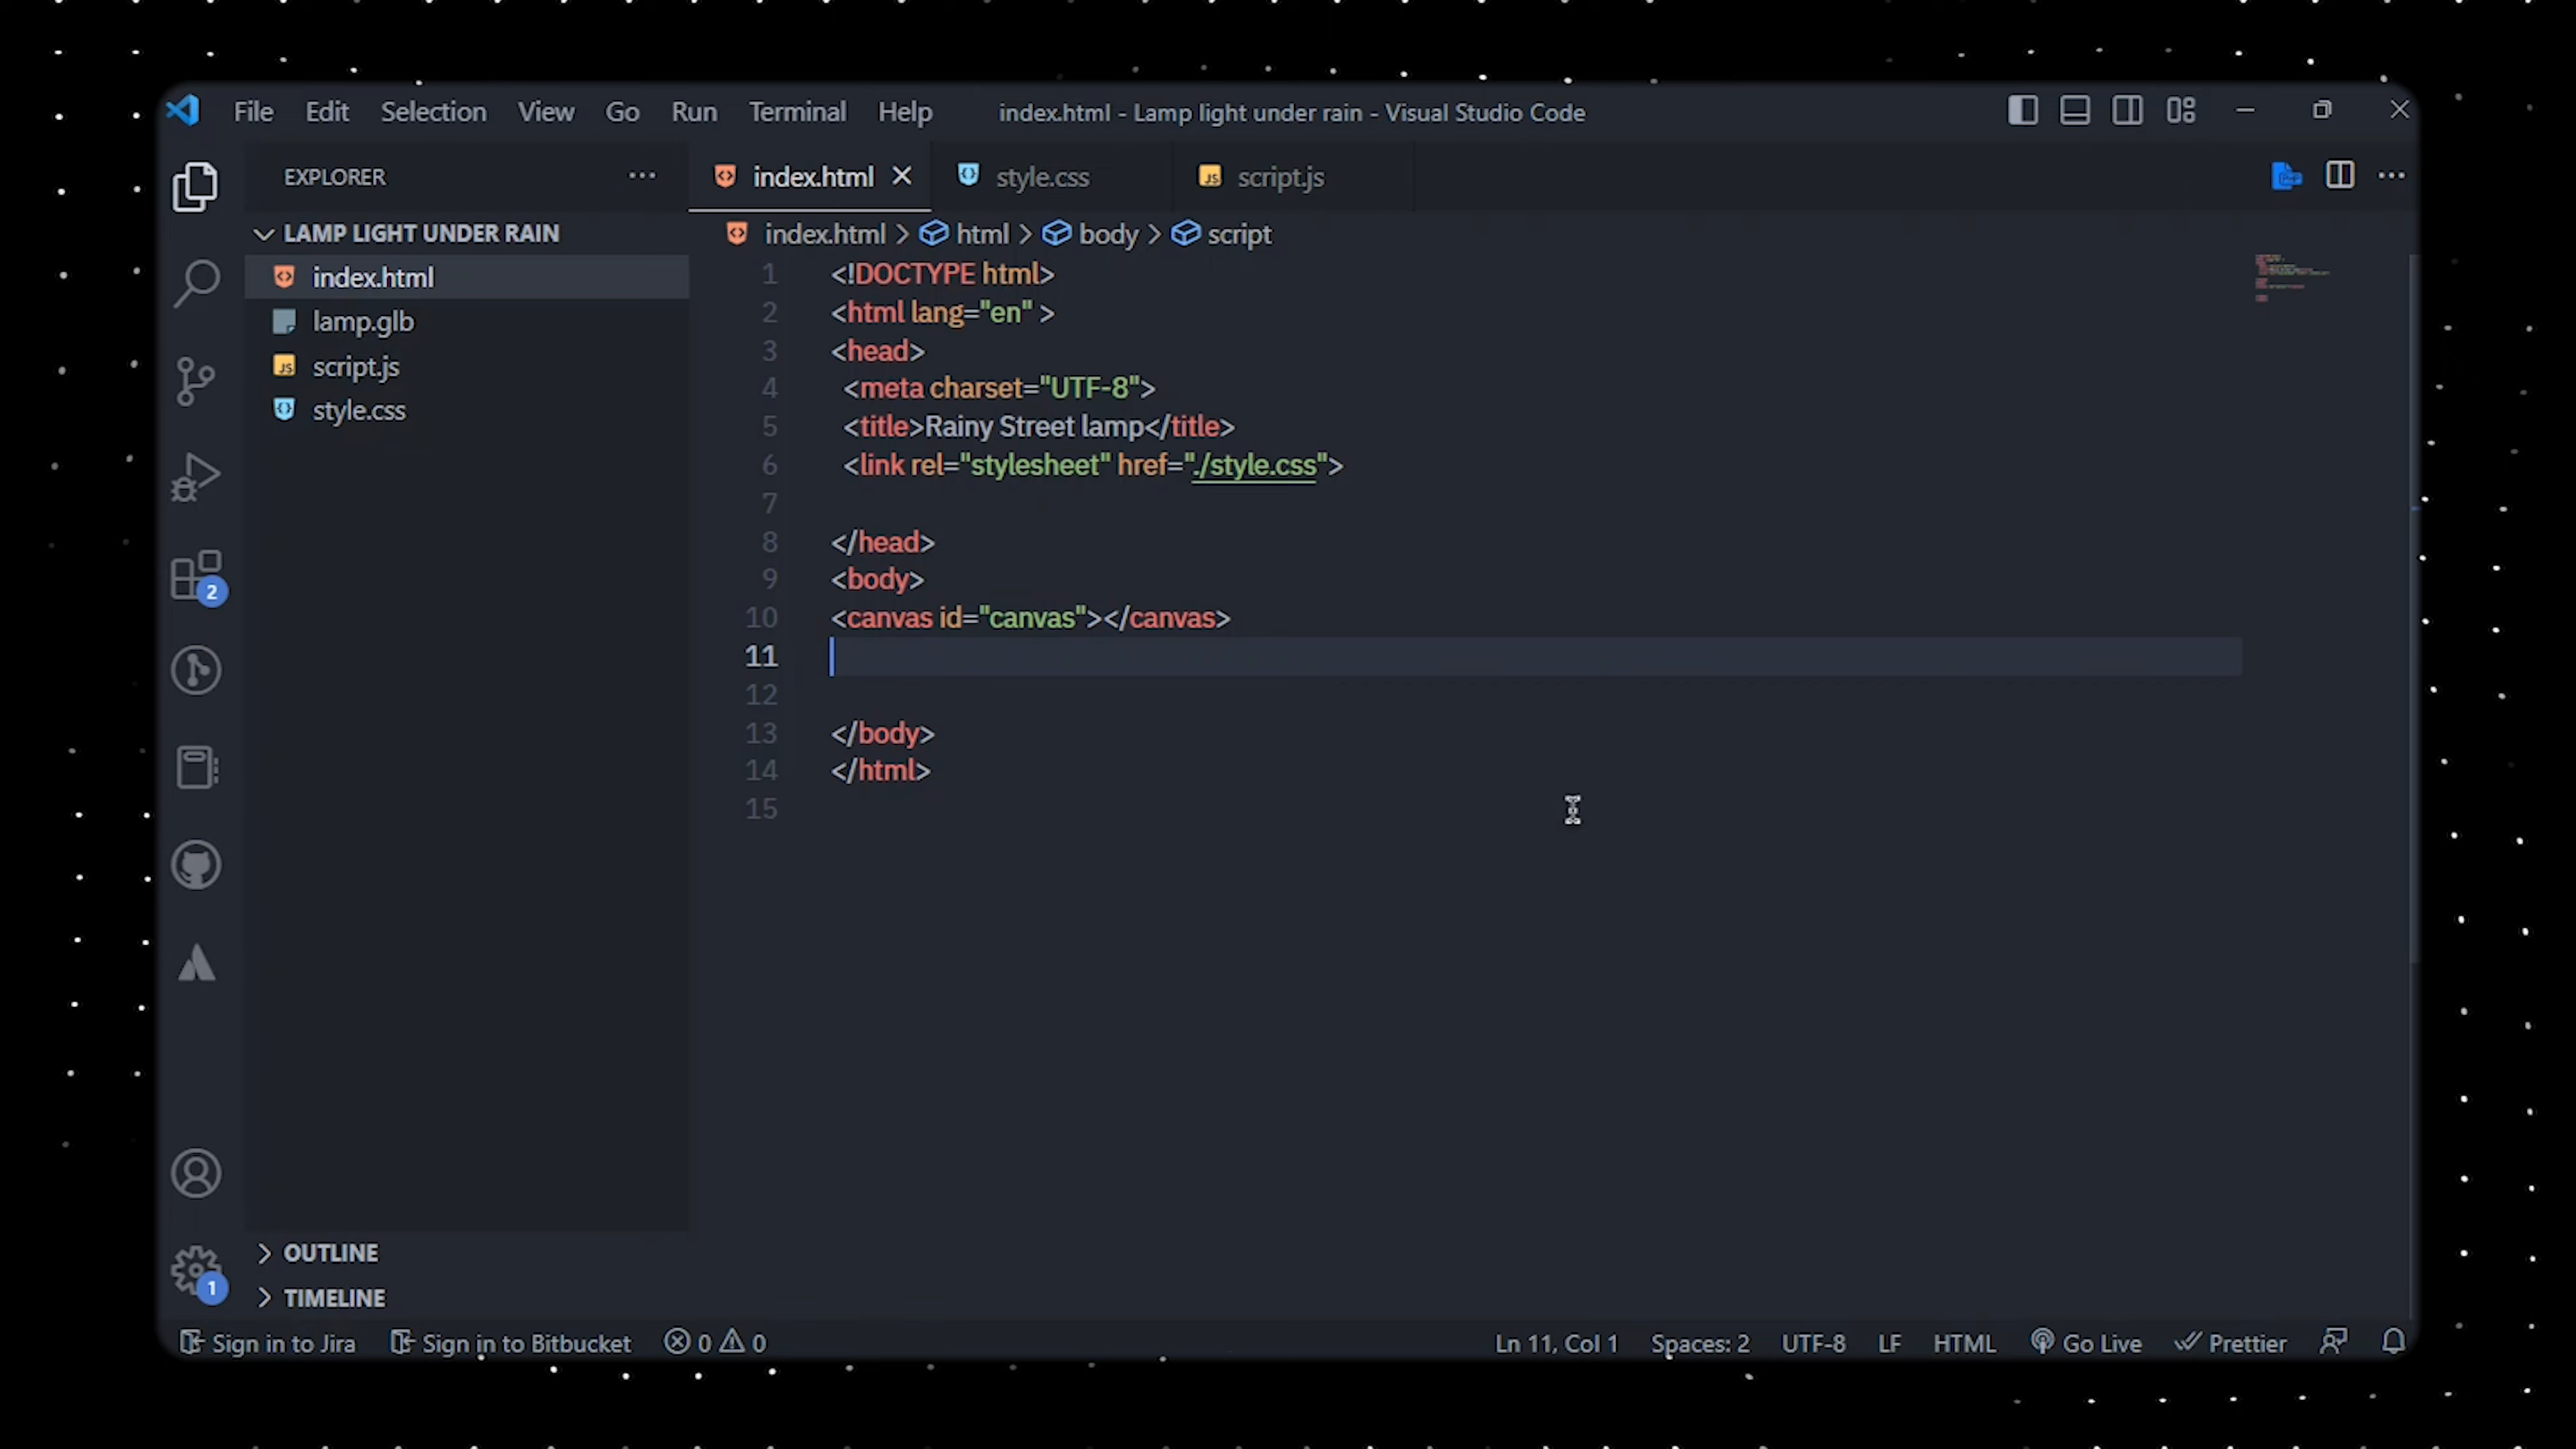 File Edit Selection View Go Run Terminal Help index.html - Lamp light under rain - Visual Studio Code
EXPLORER
LAMP LIGHT UNDER RAIN
index.html
lamp.glb
script.js
style.css
OUTLINE
TIMELINE
2
1
index.html style.css script.js
index.html > html > body > script
1 <!DOCTYPE html>
2 <html lang="en" >
3 <head>
4 <meta charset="UTF-8">
5 <title>Rainy Street lamp</title>
6 <link rel="stylesheet" href="./style.css">
7
8 </head>
9 <body>
10 <canvas id="canvas"></canvas>
11
12
13 </body>
14 </html>
15
Sign in to Jira Sign in to Bitbucket 0 0 Ln 11, Col 1 Spaces: 2 UTF-8 LF HTML Go Live Prettier